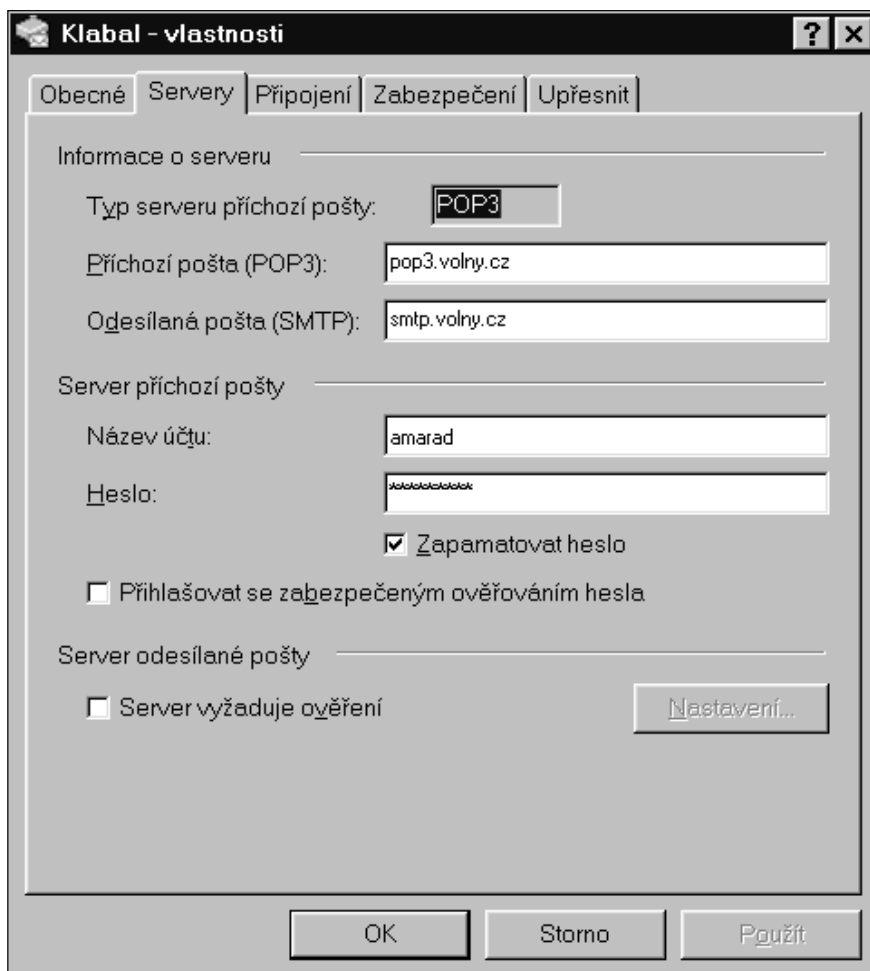 Klabal - vlastnosti
Obecné Servery Připojení Zabezpečení Upřesnit
Informace o serveru
Typ serveru příchozí pošty: POP3
Příchozí pošta (POP3): pop3.volny.cz
Odesílaná pošta (SMTP): smtp.volny.cz
Server příchozí pošty
Název účtu: amarad
Heslo: **********
Zapamatovat heslo
Přihlašovat se zabezpečeným ověřováním hesla
Server odesílané pošty
Server vyžaduje ověření Nastavení...
OK Storno Použít